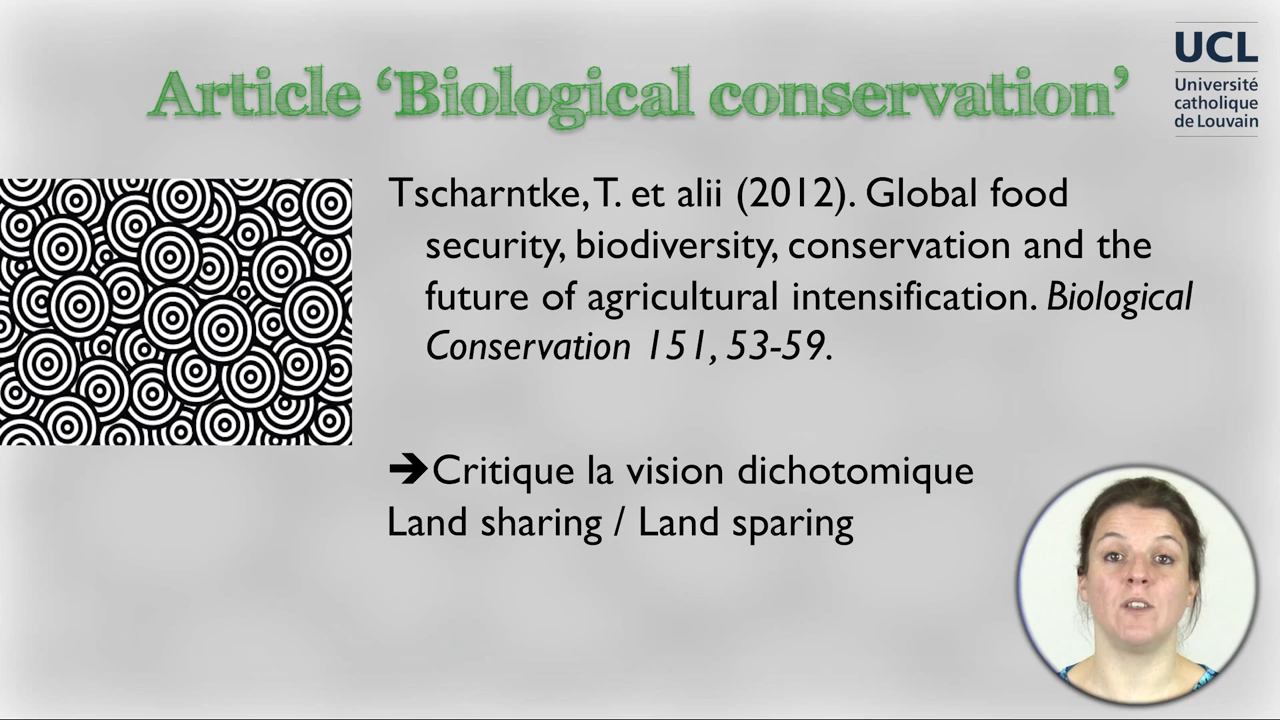 Article ‘Biological conservation’
UCL
Université
catholique
de Louvain
Tscharntke, T. et alii (2012). Global food
security, biodiversity, conservation and the
future of agricultural intensification. Biological
Conservation 151, 53-59.
➔Critique la vision dichotomique
Land sharing / Land sparing